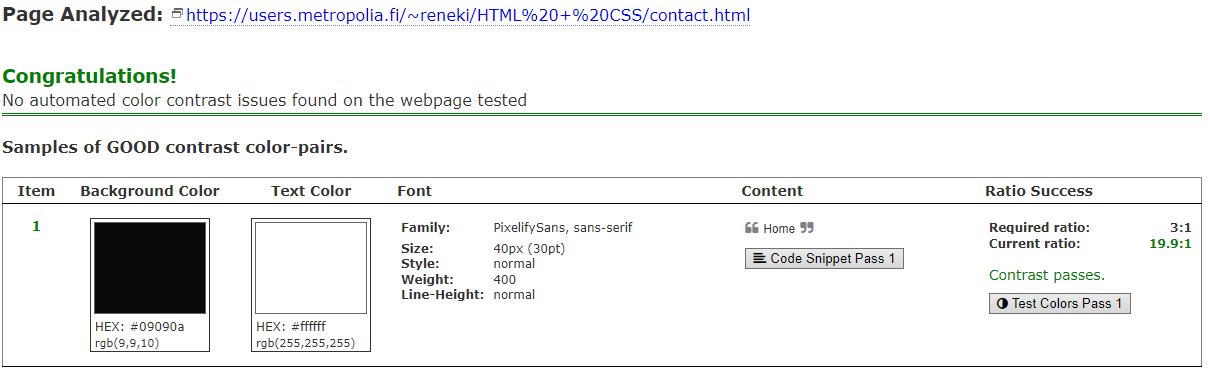 Page Analyzed: https://users.metropolia.fi/~reneki/HTML%20+%20CSS/contact.html
Congratulations!
No automated color contrast issues found on the webpage tested
Samples of GOOD contrast color-pairs.
Item Background Color Text Color Font Content Ratio Success
1
HEX: #09090a
rgb(9,9,10)
HEX: #ffffff
rgb(255,255,255)
Family: PixelifySans, sans-serif
Size: 40px (30pt)
Style: normal
Weight: 400
Line-Height: normal
❝ Home ❞
Code Snippet Pass 1
Required ratio: 3:1
Current ratio: 19.9:1
Contrast passes.
Test Colors Pass 1